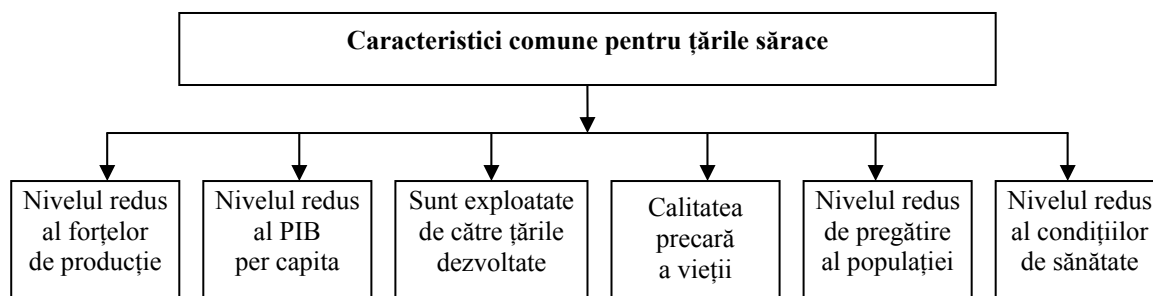 Caracteristici comune pentru țările sărace
Nivelul redus
al forțelor
de producție
Nivelul redus
al PIB
per capita
Sunt exploatate
de către țările
dezvoltate
Calitatea
precară
a vieții
Nivelul redus
de pregătire
al populației
Nivelul redus
al condițiilor
de sănătate